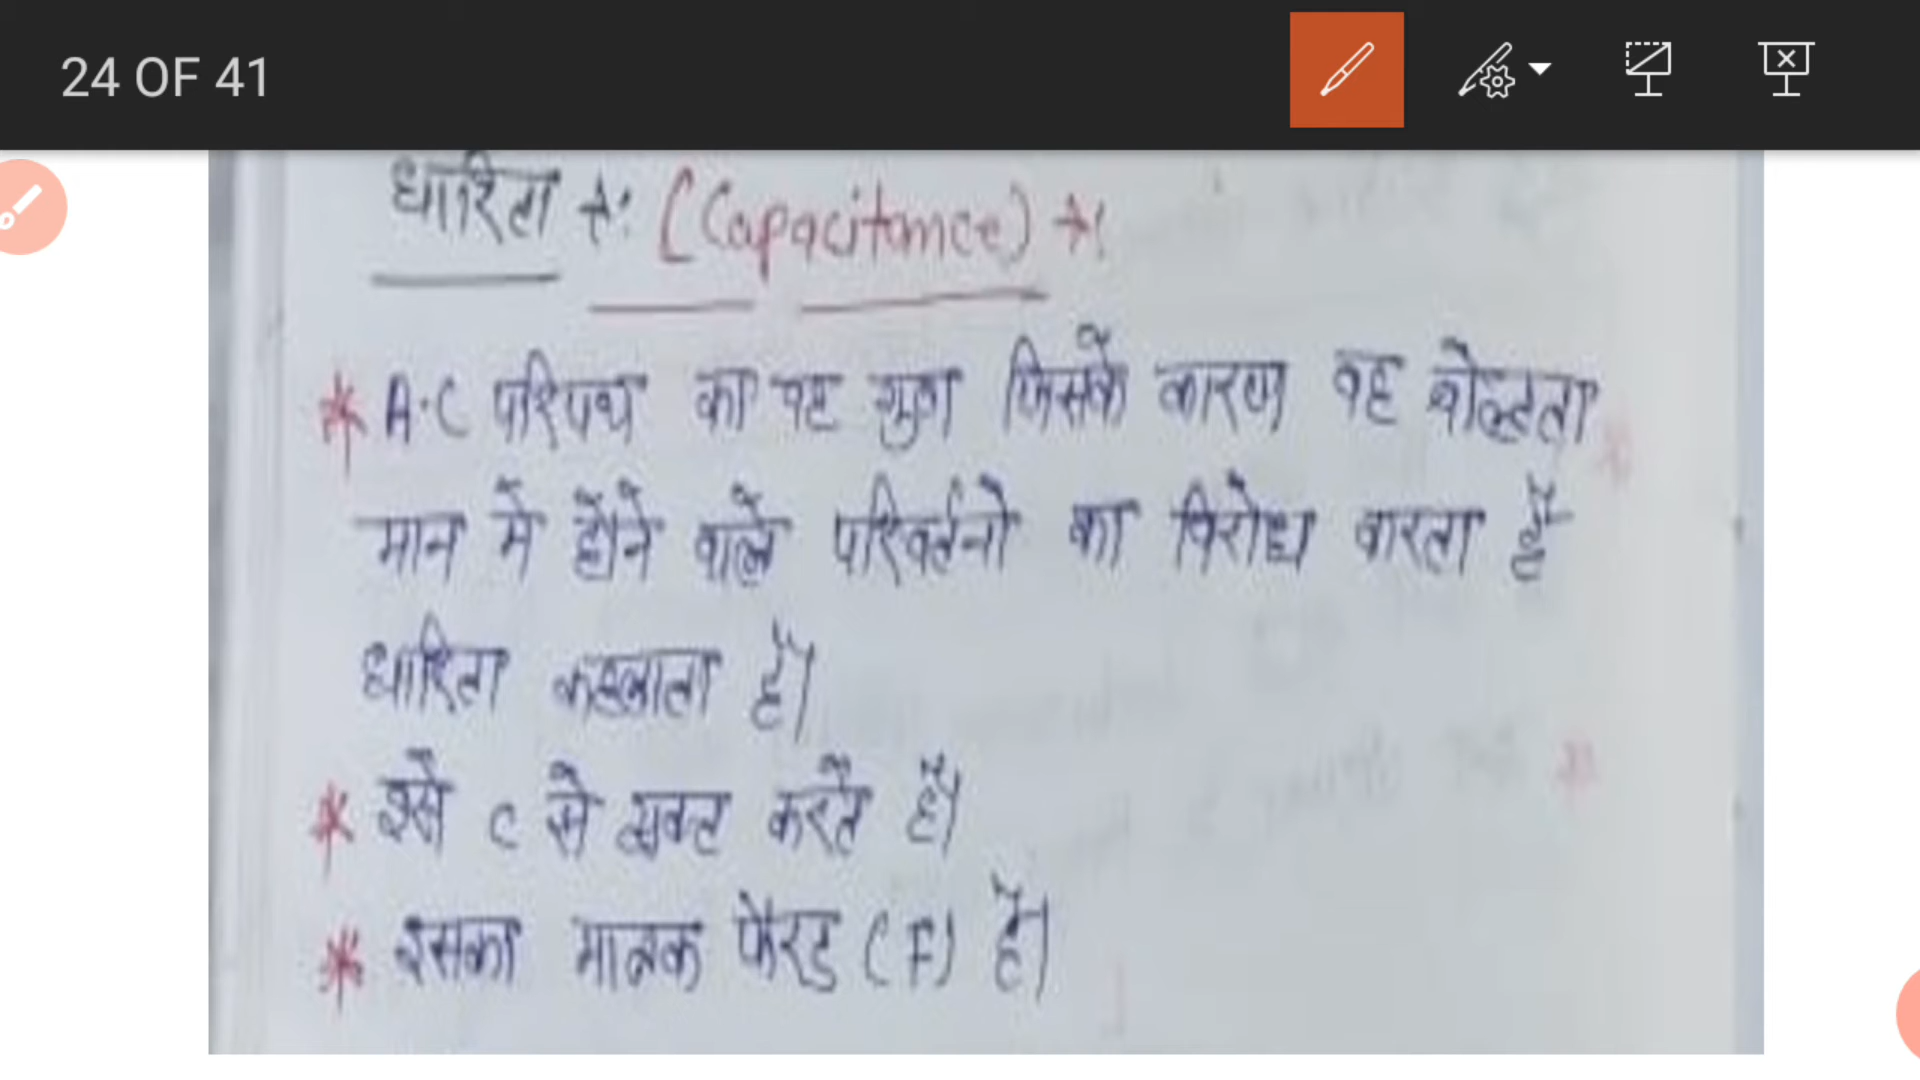 24 OF 41
धारिता →: [(Capacitance) →:
* A.C परिपथ का वह गुण जिसके कारण वह वोल्टता
मान में होने वाले परिवर्तनो का विरोध करता है
धारिता कहलाता है।
* इसे C से व्यक्त करते है।
* इसका मात्रक फेरड (F) है।